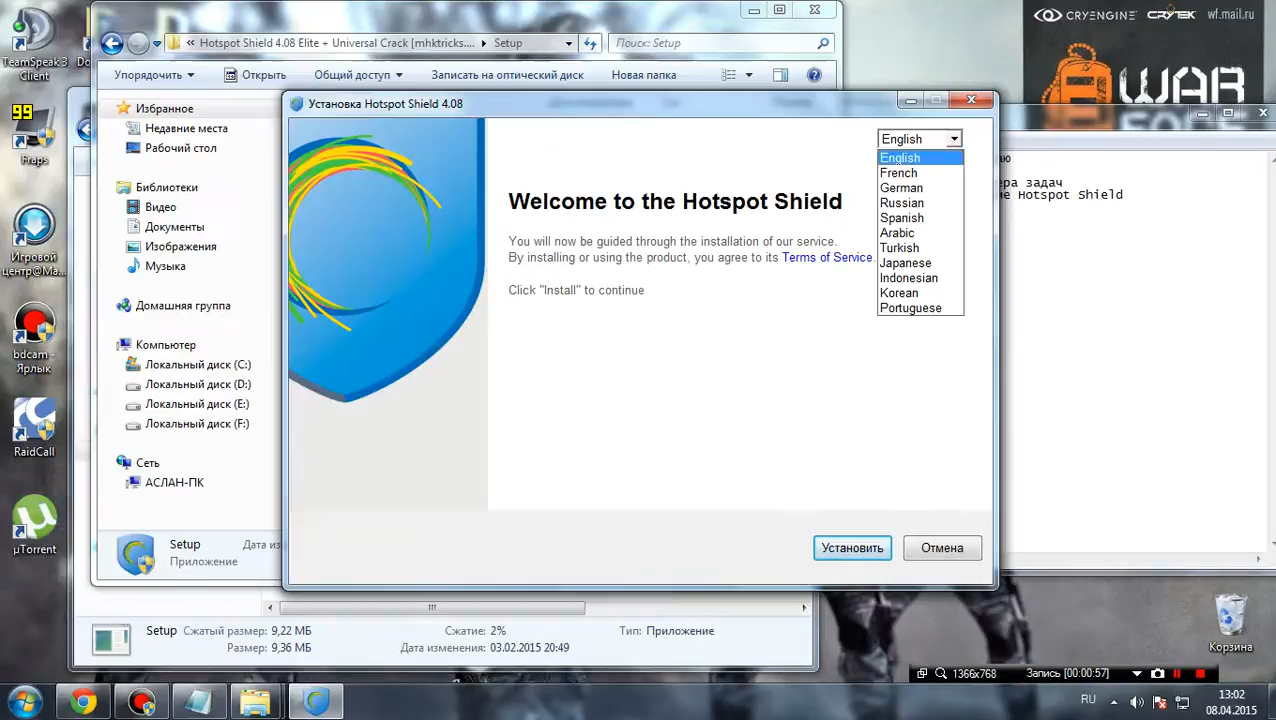 TeamSpeak 3
Client
99
Fraps
Игровой
центр@Ма...
bdcam -
Ярлык
RaidCall
µTorrent
CRYENGINE
CRYTEK
wf.mail.ru
WAR
Hotspot Shield 4.08 Elite + Universal Crack [mhktricks....
Setup
Поиск: Setup
Упорядочить
Открыть
Общий доступ
Записать на оптический диск
Новая папка
Избранное
Недавние места
Рабочий стол
Библиотеки
Видео
Документы
Изображения
Музыка
Домашняя группа
Компьютер
Локальный диск (C:)
Локальный диск (D:)
Локальный диск (E:)
Локальный диск (F:)
Сеть
АСЛАН-ПК
Setup
Дата из
Приложение
Установка Hotspot Shield 4.08
English
English
French
German
Russian
Spanish
Arabic
Turkish
Japanese
Indonesian
Korean
Portuguese
Welcome to the Hotspot Shield
You will now be guided through the installation of our service.
By installing or using the product, you agree to its Terms of Service.
Click "Install" to continue
Установить
Отмена
ера задач
ие Hotspot Shield
Setup
Сжатый размер: 9,22 МБ
Сжатие: 2%
Тип: Приложение
Размер: 9,36 МБ
Дата изменения: 03.02.2015 20:49
Корзина
1366x768
Запись [00:00:57]
RU
13:02
08.04.2015